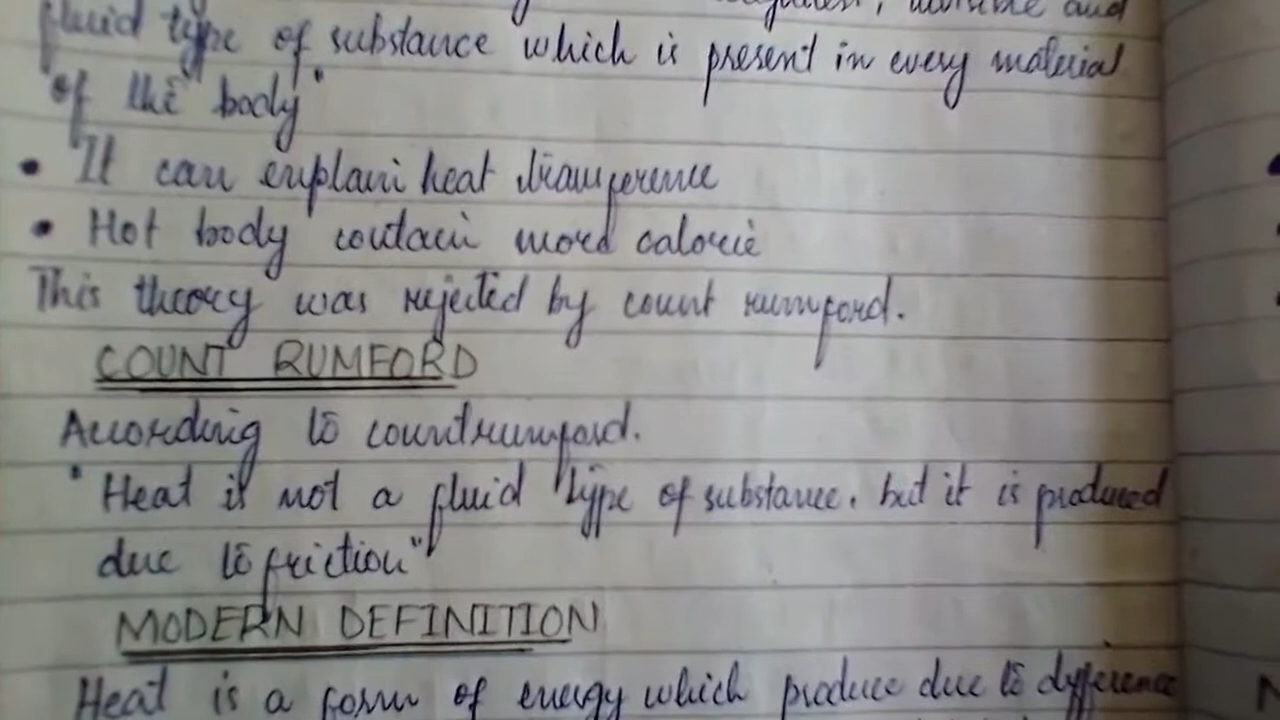 and
fluid type of substance which is present in every material
of the body"
• It can explain heat transference
• Hot body contain mord calorie
This theory was rejected by count rumford.
COUNT RUMFORD
According to countrumford.
"Heat is not a fluid type of substance. but it is produced
due to friction"
MODERN DEFINITION
Heat is a form of energy which produce due to difference